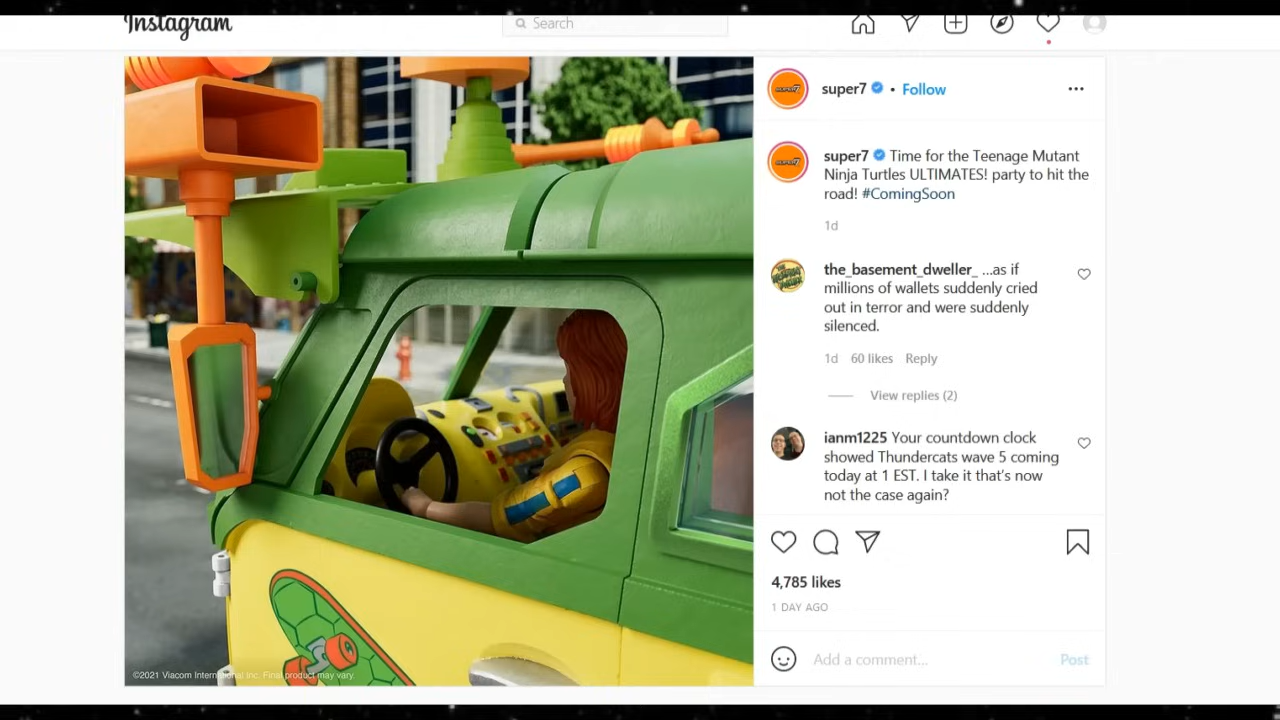 Instagram
Search
super7 • Follow
super7 Time for the Teenage Mutant
Ninja Turtles ULTIMATES! party to hit the
road! #ComingSoon
1d
the_basement_dweller_ ...as if
millions of wallets suddenly cried
out in terror and were suddenly
silenced.
1d 60 likes Reply
View replies (2)
ianm1225 Your countdown clock
showed Thundercats wave 5 coming
today at 1 EST. I take it that's now
not the case again?
4,785 likes
1 DAY AGO
Add a comment...
Post
©2021 Viacom International Inc. Final product may vary.